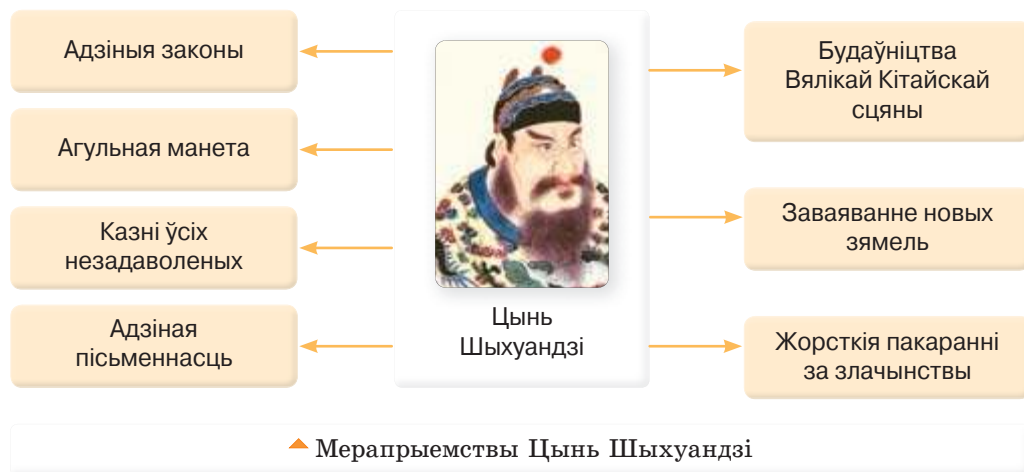 Адзіныя законы
Агульная манета
Казні ўсіх
незадаволеных
Адзіная
пісьменнасць
Цынь
Шыхуандзі
Будаўніцтва
Вялікай Кітайскай
сцяны
Заваяванне новых
зямель
Жорсткія пакаранні
за злачынствы
Мерапрыемствы Цынь Шыхуандзі